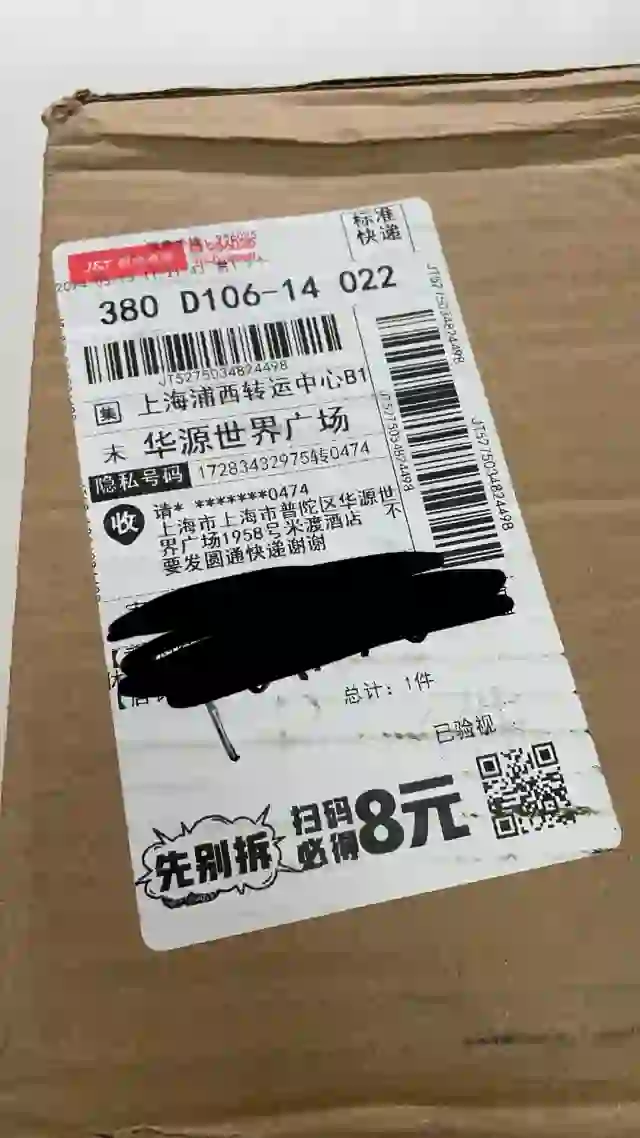 J&T
标准
快递
380 D106-14 022
JT5275034824498
集 上海浦西转运中心B1
末 华源世界广场
隐私号码 17283432975转0474
收 请* *******0474
上海市上海市普陀区华源世
界广场1958号米渡酒店 不
要发圆通快递谢谢
JT5275034824498
JT5275034824498
JT5275034824498
总计：1件
已验视
先别拆
扫码
必得
8元